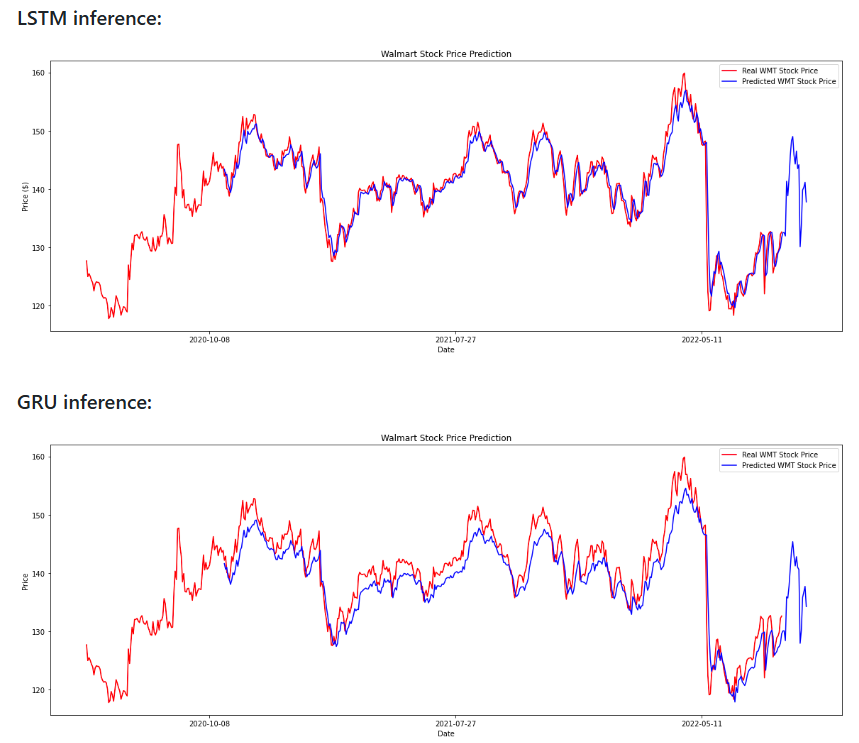 LSTM inference:
Walmart Stock Price Prediction
Real WMT Stock Price
Predicted WMT Stock Price
160
150
140
130
120
Price ($)
2020-10-08
2021-07-27
2022-05-11
Date
GRU inference:
Walmart Stock Price Prediction
Real WMT Stock Price
Predicted WMT Stock Price
160
150
140
130
120
Price
2020-10-08
2021-07-27
2022-05-11
Date